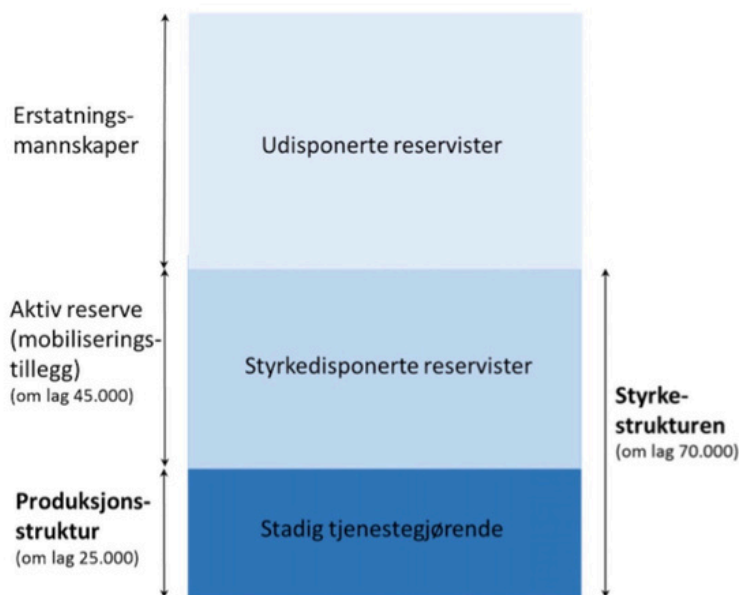 Erstatnings-
mannskaper
Udisponerte reservister
Aktiv reserve
(mobiliserings-
tillegg)
(om lag 45.000)
Styrkedisponerte reservister
Styrke-
strukturen
(om lag 70.000)
Produksjons-
struktur
(om lag 25.000)
Stadig tjenestegjørende